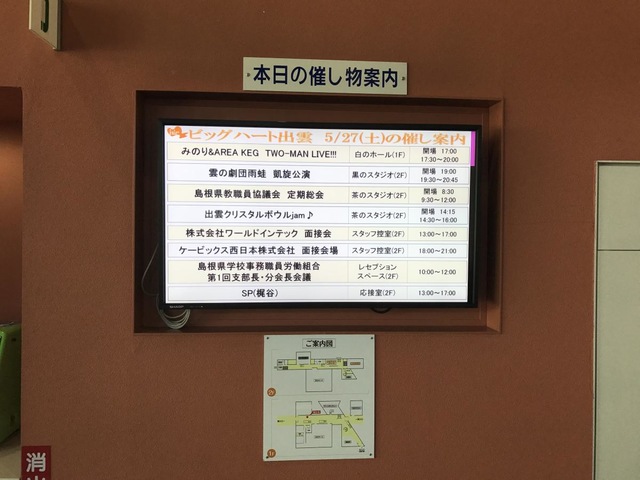 本日の催し物案内
ビッグハート出雲 5/27(土)の催し案内
みのり&AREA KEG TWO-MAN LIVE!!! 白のホール(1F) 開場 17:00
17:30~20:00
雲の劇団雨蛙 凱旋公演 黒のスタジオ(2F) 開場 19:00
19:30~20:45
島根県教職員協議会 定期総会 茶のスタジオ(2F) 開場 8:30
9:30~12:00
出雲クリスタルボウルjam♪ 茶のスタジオ(2F) 開場 14:15
14:30~16:00
株式会社ワールドインテック 面接会 スタッフ控室(2F) 13:00~17:00
ケービックス西日本株式会社 面接会場 スタッフ控室(2F) 18:00~21:00
島根県学校事務職員労働組合
第1回支部長・分会長会議 レセプション
スペース(2F) 10:00~12:00
SP(梶谷) 応接室(2F) 13:00~17:00
ご案内図
2F
1F
消